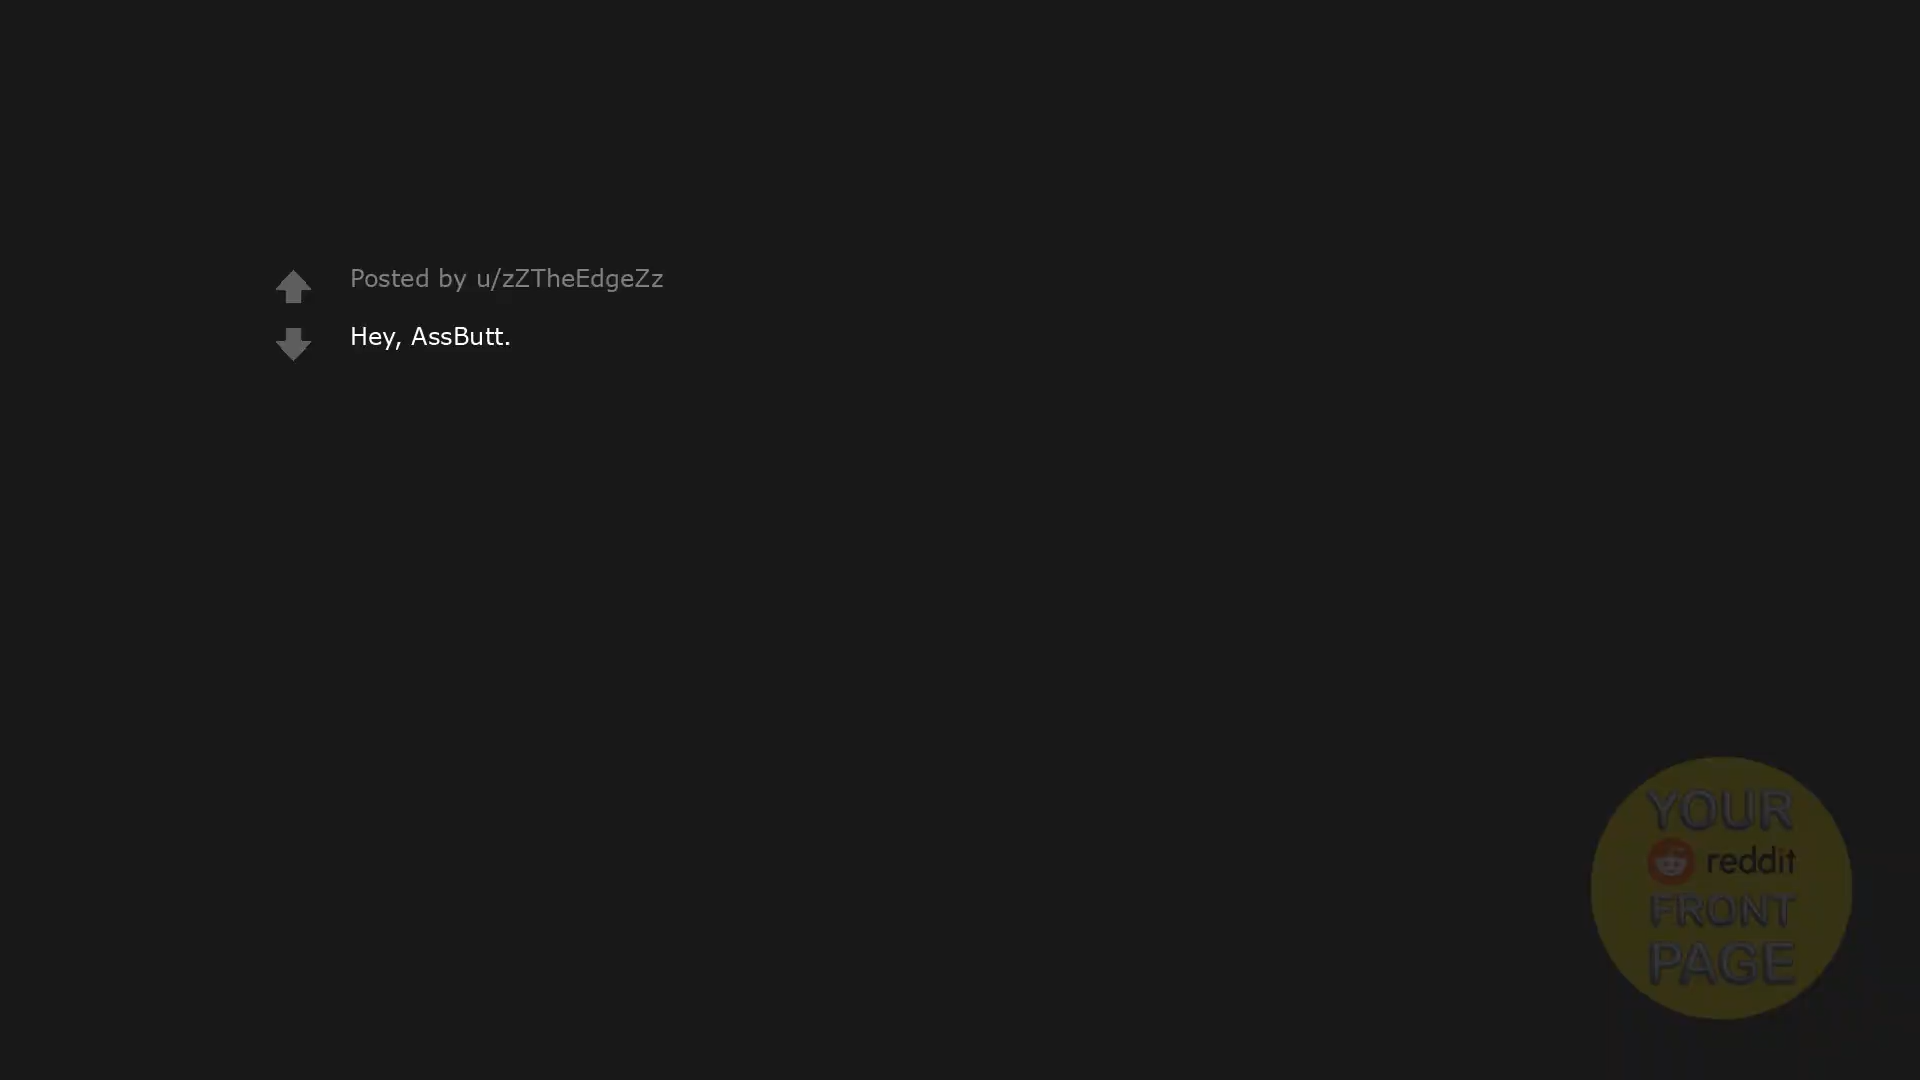 Posted by u/zZTheEdgeZz
Hey, AssButt.
YOUR
reddit
FRONT
PAGE